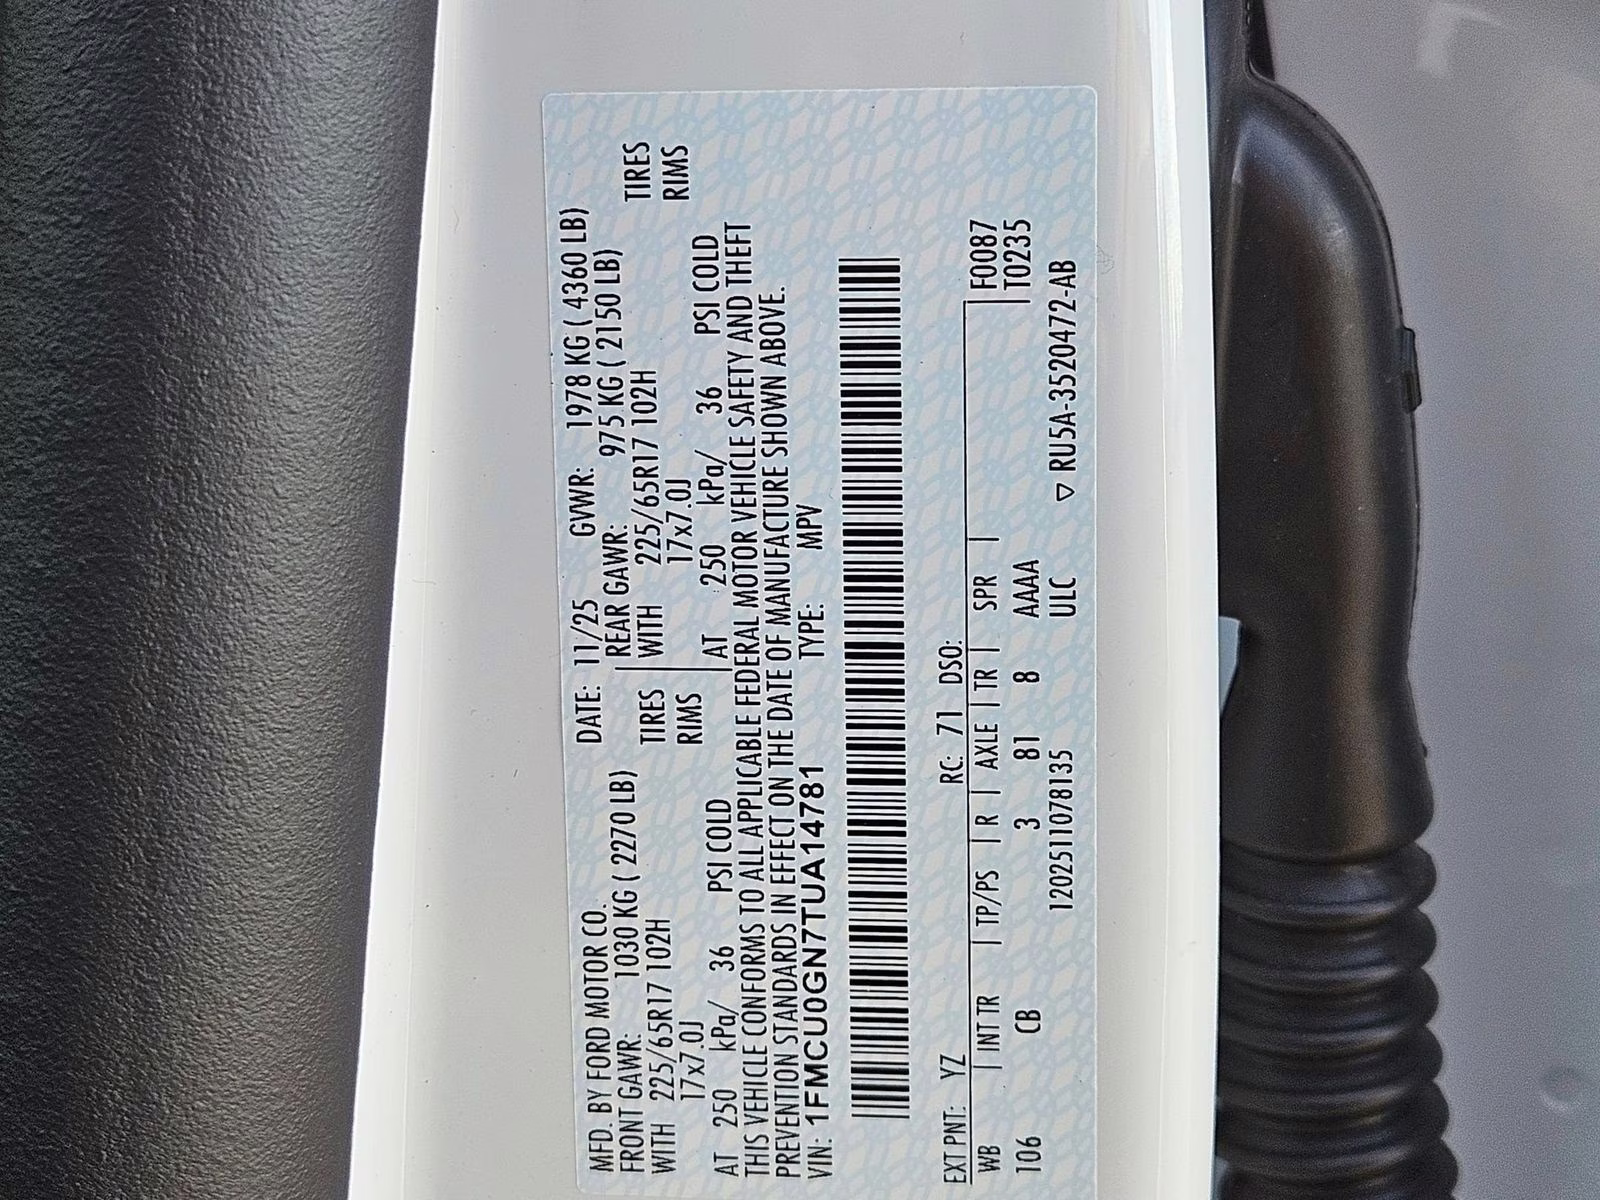 MFD. BY FORD MOTOR CO. DATE: 11/25 GVWR: 1978 KG ( 4360 LB)
FRONT GAWR: 1030 KG ( 2270 LB) REAR GAWR: 975 KG ( 2150 LB)
WITH 225/65R17 102H TIRES WITH 225/65R17 102H TIRES
17x7.0J RIMS 17x7.0J RIMS
AT 250 kPa/ 36 PSI COLD AT 250 kPa/ 36 PSI COLD
THIS VEHICLE CONFORMS TO ALL APPLICABLE FEDERAL MOTOR VEHICLE SAFETY AND THEFT
PREVENTION STANDARDS IN EFFECT ON THE DATE OF MANUFACTURE SHOWN ABOVE.
VIN: 1FMCU0GN7TUA14781 TYPE: MPV
EXT PNT: YZ RC: 71 DSO:
WB | INT TR | TP/PS | R | AXLE | TR | SPR | F0087
106 CB 3 81 8 AAAA T0235
1202511078135 ULC ▽ RU5A-3520472-AB